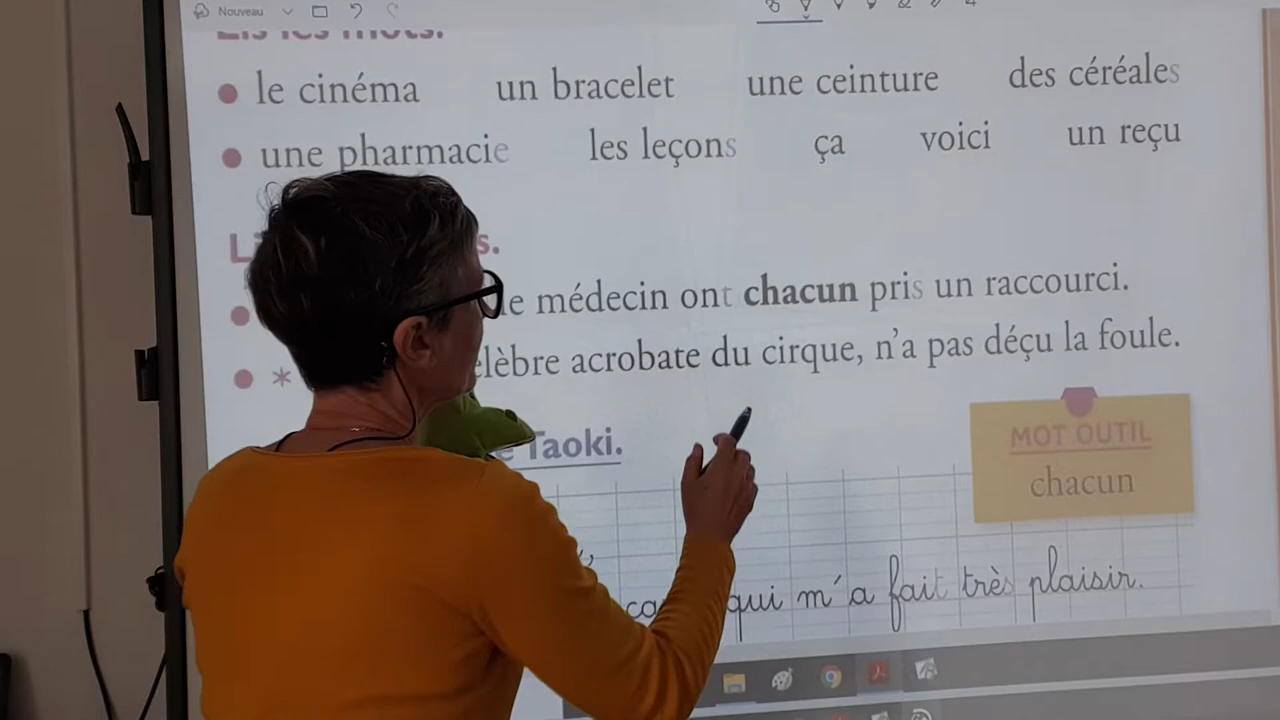 Nouveau
Lis les mots.
le cinéma un bracelet une ceinture des céréales
une pharmacie les leçons ça voici un reçu
le médecin ont chacun pris un raccourci.
* acrobate du cirque, n'a pas déçu la foule.
Taoki.
MOT OUTIL
chacun
qui m'a fait très plaisir.